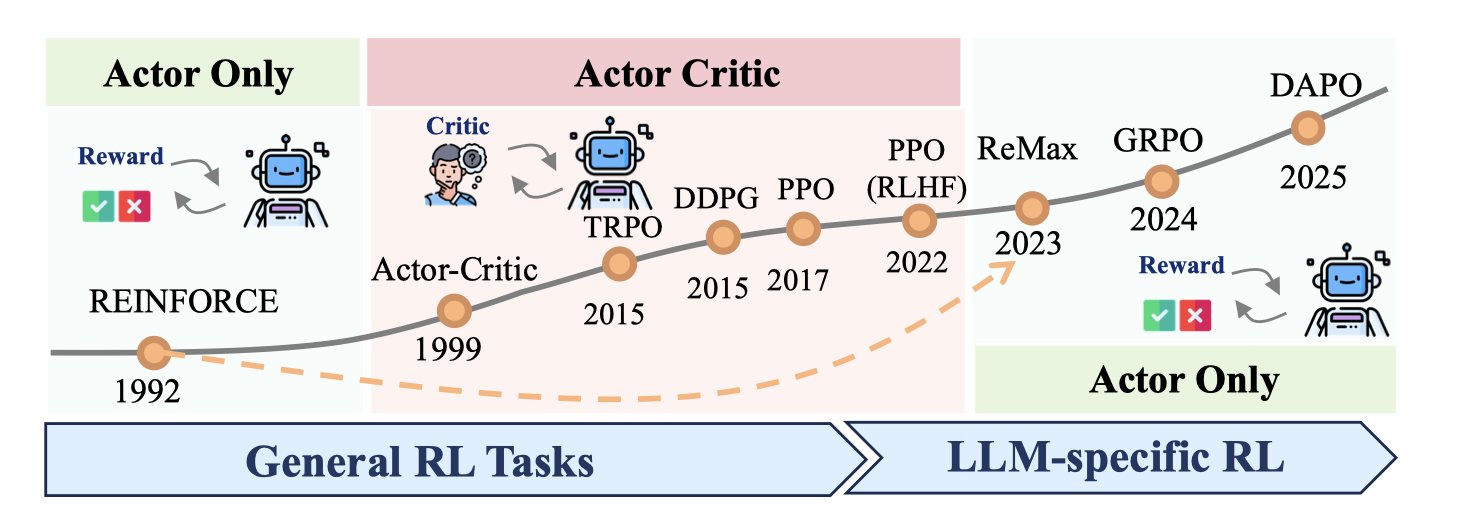 Actor Only
Actor Critic
Reward
Critic
REINFORCE
1992
Actor-Critic
1999
TRPO
2015
DDPG
2015
PPO
2017
PPO
(RLHF)
2022
ReMax
2023
GRPO
2024
DAPO
2025
Reward
Actor Only
General RL Tasks
LLM-specific RL